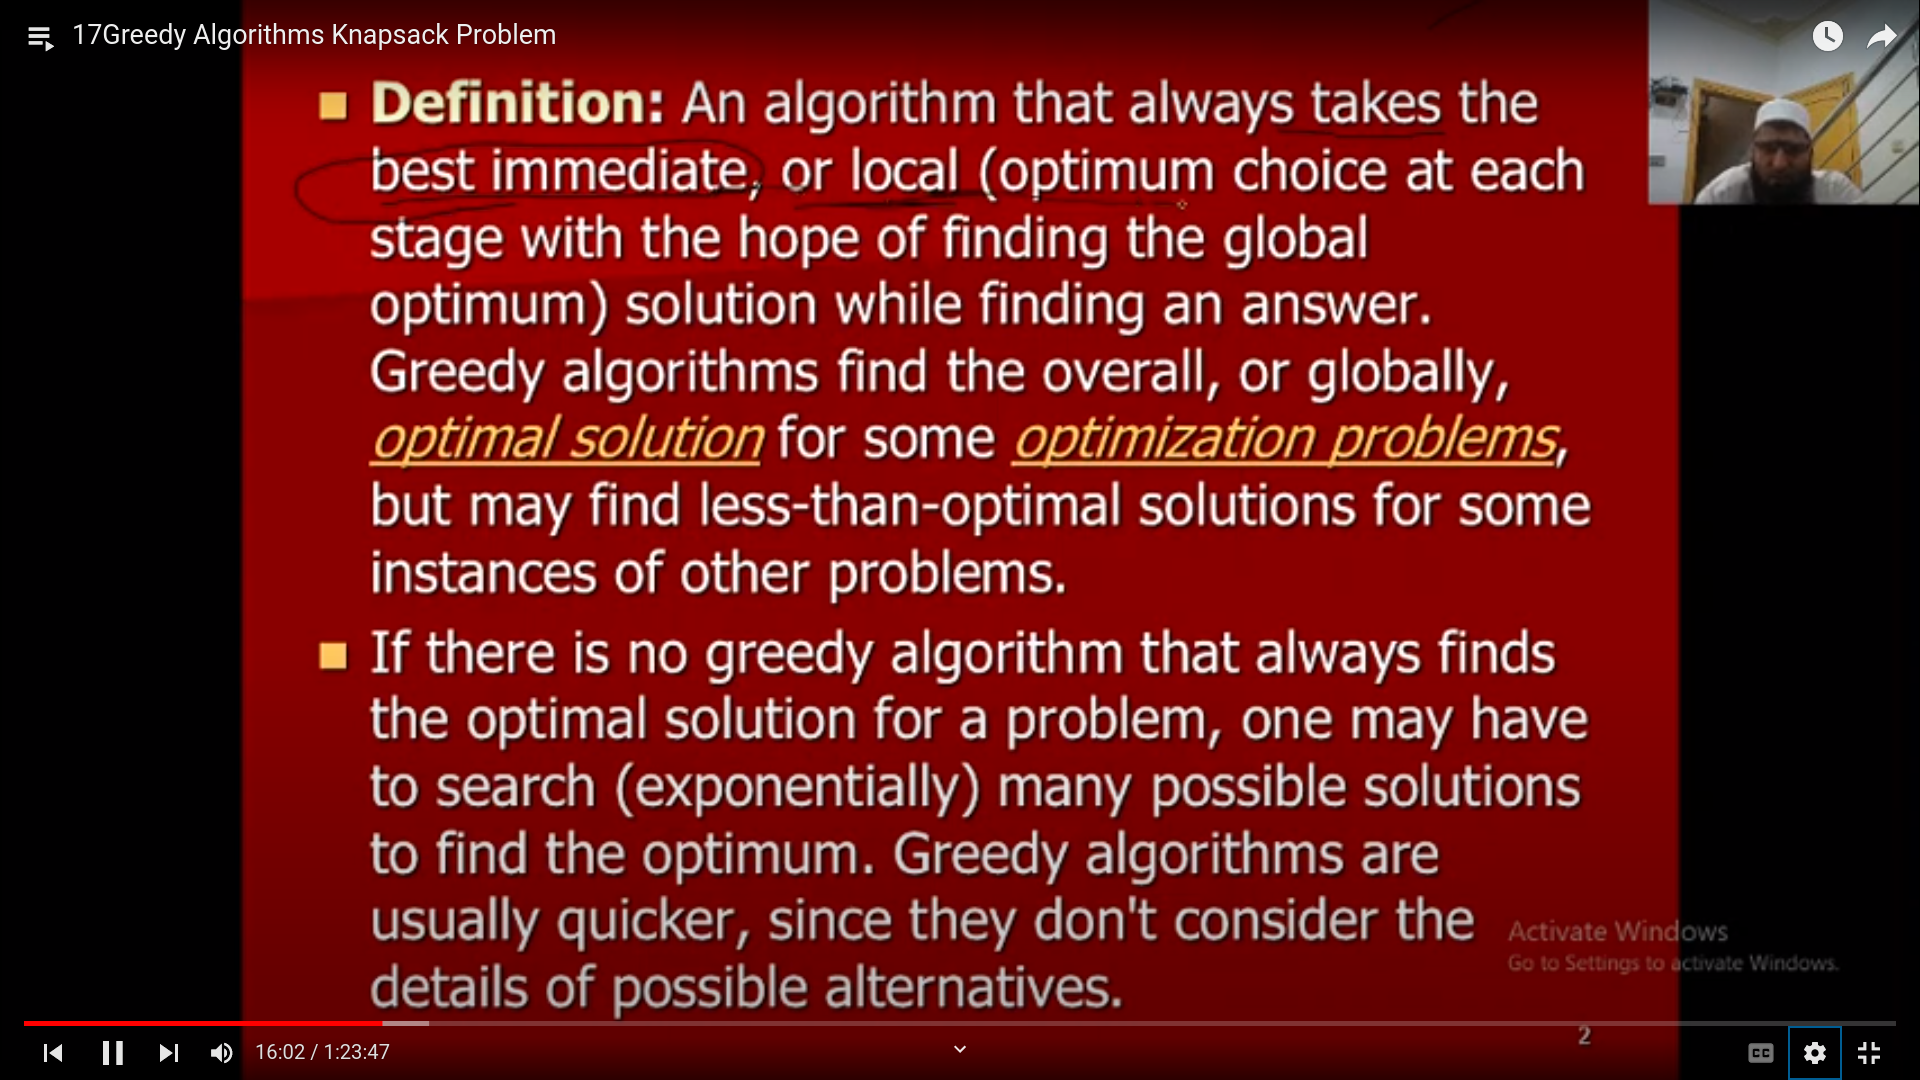 17Greedy Algorithms Knapsack Problem
Definition: An algorithm that always takes the
best immediate, or local (optimum choice at each
stage with the hope of finding the global
optimum) solution while finding an answer.
Greedy algorithms find the overall, or globally,
optimal solution for some optimization problems,
but may find less-than-optimal solutions for some
instances of other problems.
If there is no greedy algorithm that always finds
the optimal solution for a problem, one may have
to search (exponentially) many possible solutions
to find the optimum. Greedy algorithms are
usually quicker, since they don't consider the
details of possible alternatives.
Activate Windows
Go to Settings to activate Windows.
2
16:02 / 1:23:47
CC